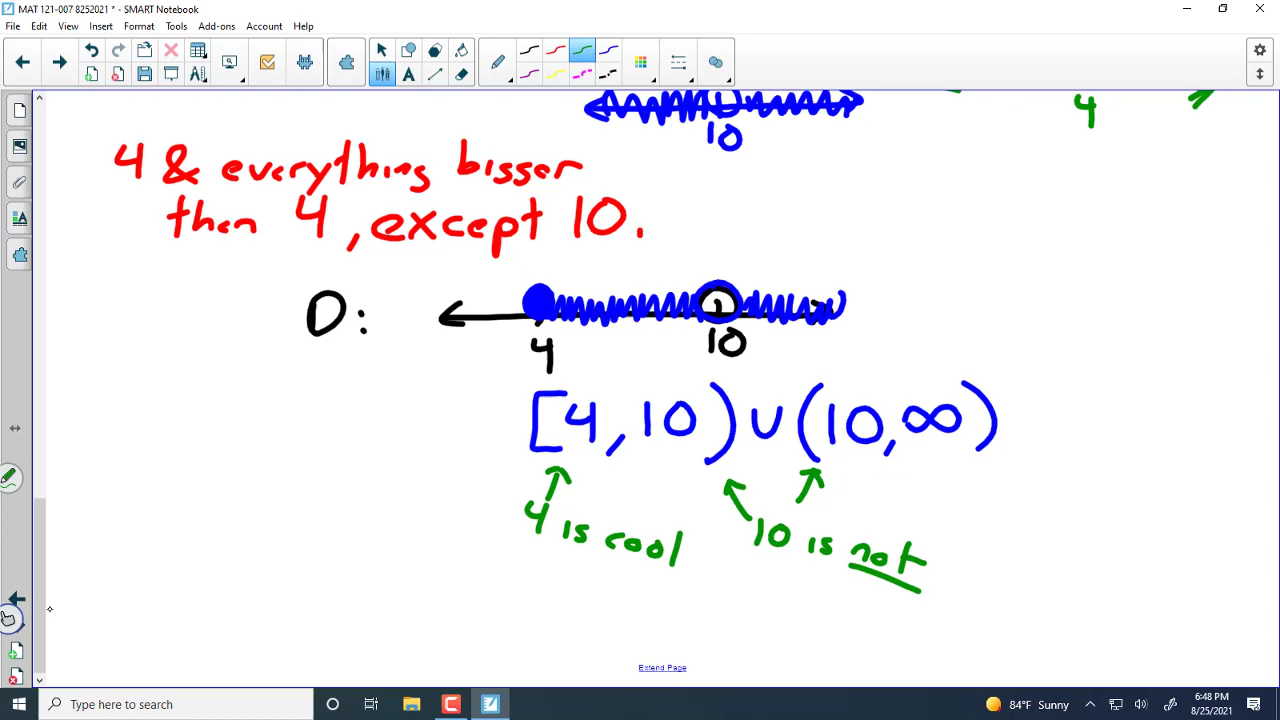 MAT 121-007 8252021 * - SMART Notebook
File Edit View Insert Format Tools Add-ons Account Help
10
4
4 & everything bisser
then 4, except 10.
D:
4 10
[4, 10) ∪ (10, ∞)
4 is cool
10 is not
Extend Page
Type here to search
84°F Sunny
6:48 PM
8/25/2021